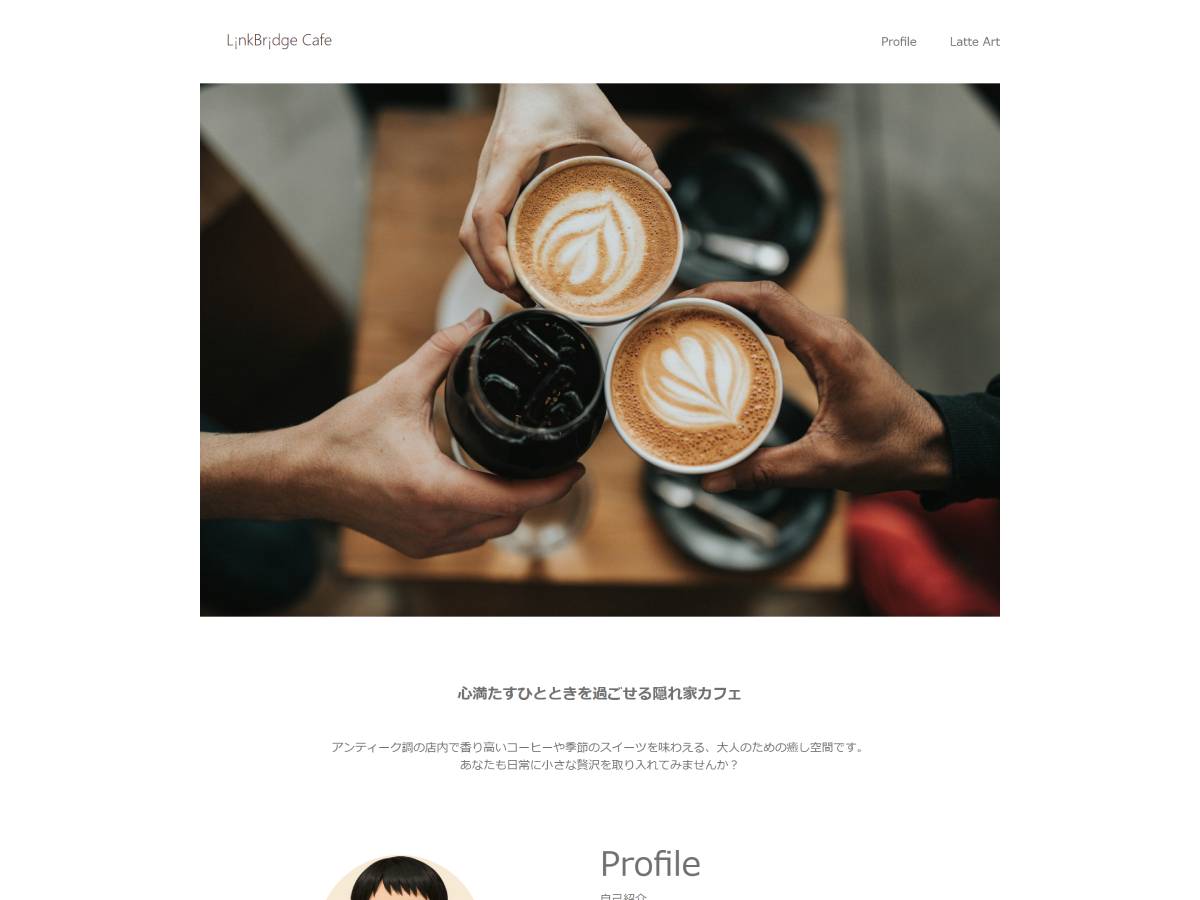 L¡nkBr¡dge Cafe
Profile
Latte Art
心満たすひとときを過ごせる隠れ家カフェ
アンティーク調の店内で香り高いコーヒーや季節のスイーツを味わえる、大人のための癒し空間です。
あなたも日常に小さな贅沢を取り入れてみませんか？
Profile
自己紹介